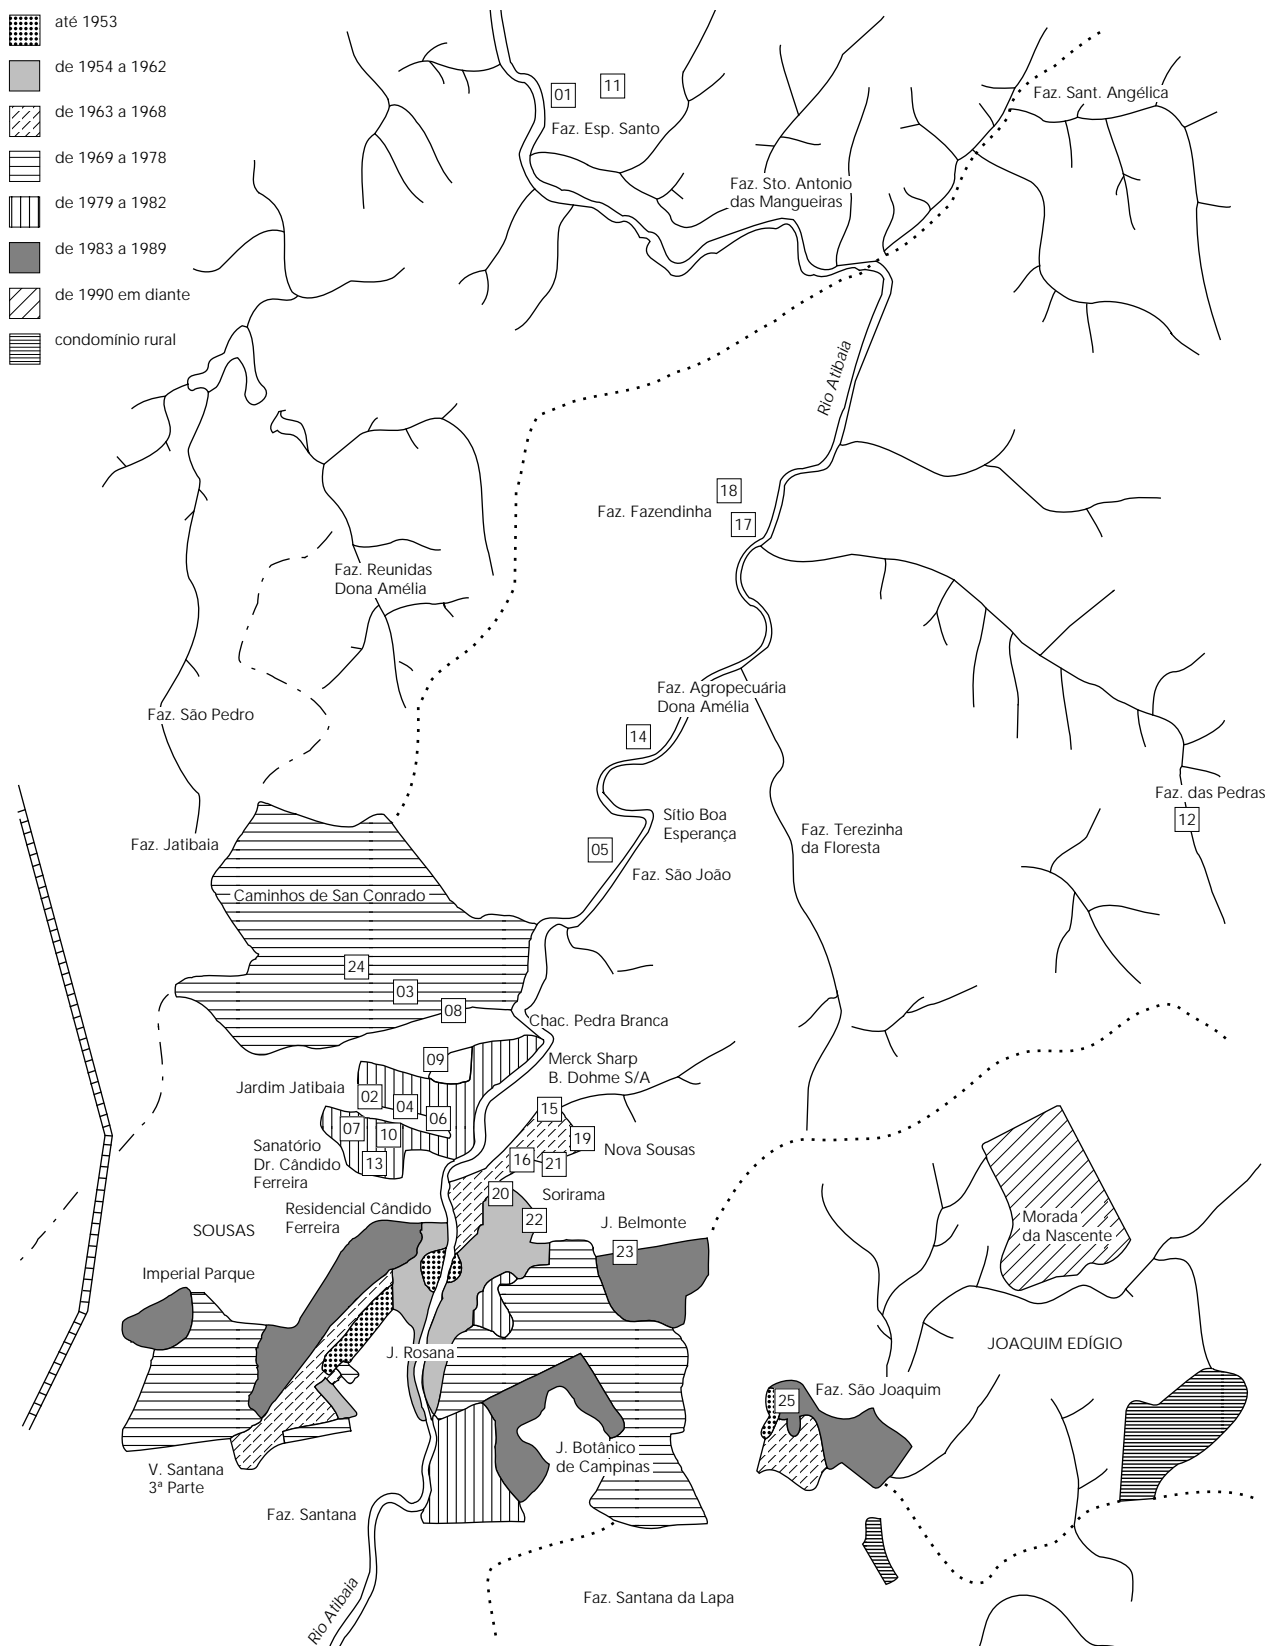 até 1953
de 1954 a 1962
de 1963 a 1968
de 1969 a 1978
de 1979 a 1982
de 1983 a 1989
de 1990 em diante
condomínio rural
01
11
Faz. Esp. Santo
Faz. Sant. Angélica
Faz. Sto. Antonio
das Mangueiras
Rio Atibaia
18
Faz. Fazendinha
17
Faz. Reunidas
Dona Amélia
Faz. Agropecuária
Dona Amélia
Faz. São Pedro
14
Faz. das Pedras
12
Sítio Boa
Esperança
Faz. Terezinha
da Floresta
Faz. Jatibaia
05
Faz. São João
Caminhos de San Conrado
24
03
08
Chac. Pedra Branca
09
Merck Sharp
B. Dohme S/A
Jardim Jatibaia
02
04
06
15
07
10
19
Sanatório
Dr. Cândido
Ferreira
13
16
21
Nova Sousas
20
Sorirama
Residencial Cândido
Ferreira
22
J. Belmonte
SOUSAS
23
Morada
da Nascente
Imperial Parque
J. Rosana
JOAQUIM EDÍGIO
25
Faz. São Joaquim
J. Botânico
de Campinas
V. Santana
3ª Parte
Faz. Santana
Rio Atibaia
Faz. Santana da Lapa